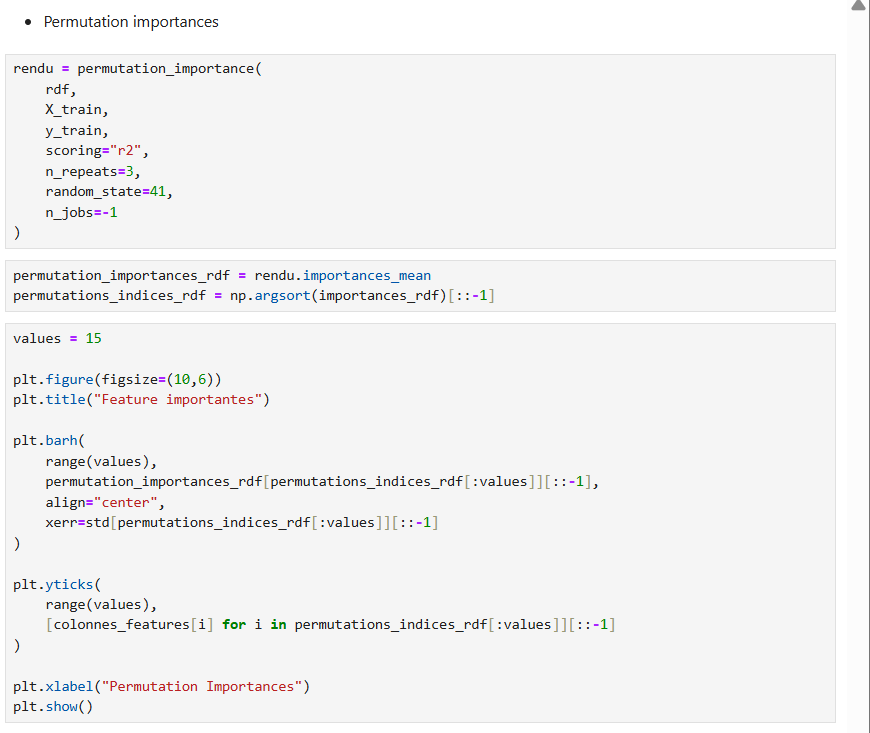 • Permutation importances
rendu = permutation_importance(
    rdf,
    X_train,
    y_train,
    scoring="r2",
    n_repeats=3,
    random_state=41,
    n_jobs=-1
)
permutation_importances_rdf = rendu.importances_mean
permutations_indices_rdf = np.argsort(importances_rdf)[::-1]
values = 15
plt.figure(figsize=(10,6))
plt.title("Feature importantes")
plt.barh(
    range(values),
    permutation_importances_rdf[permutations_indices_rdf[:values]][::-1],
    align="center",
    xerr=std[permutations_indices_rdf[:values]][::-1]
)
plt.yticks(
    range(values),
    [colonnes_features[i] for i in permutations_indices_rdf[:values]][::-1]
)
plt.xlabel("Permutation Importances")
plt.show()